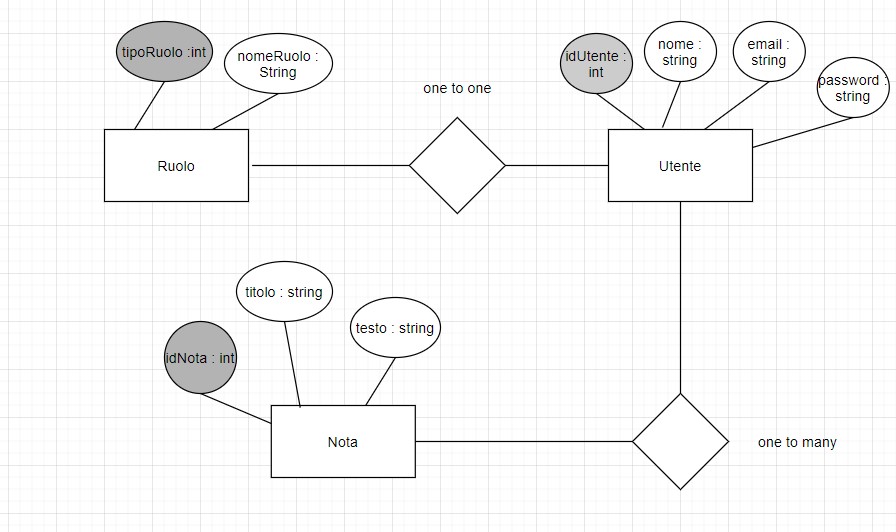 tipoRuolo :int
nomeRuolo :
String
one to one
idUtente :
int
nome :
string
email :
string
password :
string
Ruolo
Utente
titolo : string
testo : string
idNota : int
Nota
one to many